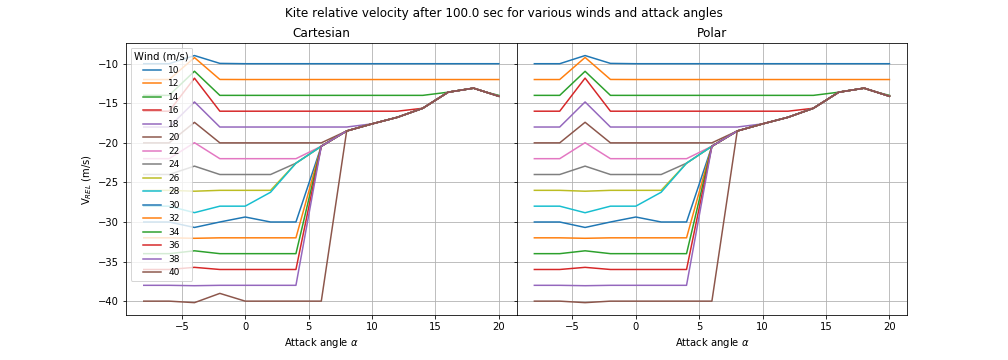 Kite relative velocity after 100.0 sec for various winds and attack angles
Cartesian
Polar
Wind (m/s)
10
12
14
16
18
20
22
24
26
28
30
32
34
36
38
40
−10
−15
−20
−25
−30
−35
−40
V_REL (m/s)
−5 0 5 10 15 20
−5 0 5 10 15 20
Attack angle α
Attack angle α